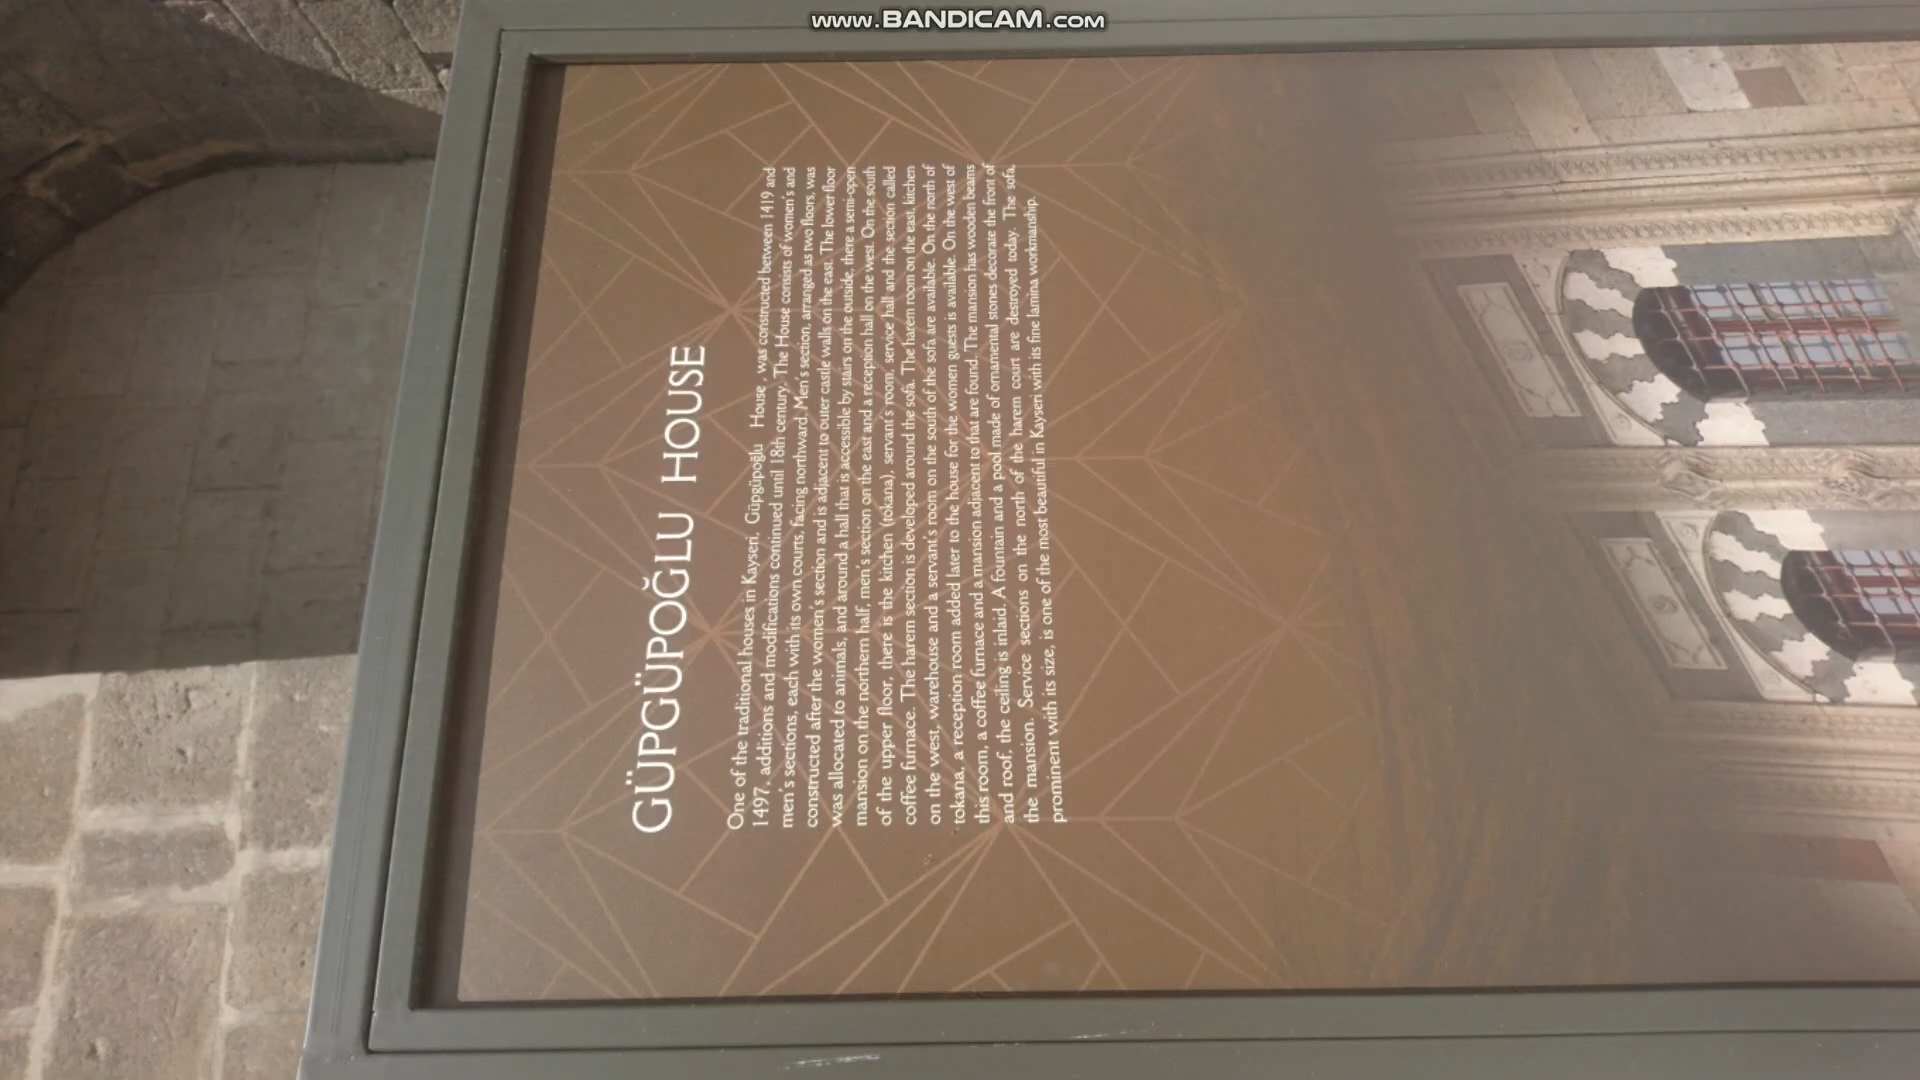 www.BANDICAM.com
GÜPGÜPOĞLU HOUSE
One of the traditional houses in Kayseri, Güpgüpoğlu House , was constructed between 1419 and
1497, additions and modifications continued until 18th century. The House consists of women's and
men's sections, each with its own courts, facing northward. Men's section, arranged as two floors, was
constructed after the women's section and is adjacent to outer castle walls on the east. The lower floor
was allocated to animals, and around a hall that is accessible by stairs on the outside, there a semi-open
mansion on the northern half, men's section on the east and a reception hall on the west. On the south
of the upper floor, there is the kitchen (tokana), servant's room, service hall and the section called
coffee furnace. The harem section is developed around the sofa. The harem room on the east, kitchen
on the west, warehouse and a servant's room on the south of the sofa are available. On the north of
tokana, a reception room added later to the house for the women guests is available. On the west of
this room, a coffee furnace and a mansion adjacent to that are found. The mansion has wooden beams
and roof, the ceiling is inlaid. A fountain and a pool made of ornamental stones decorate the front of
the mansion. Service sections on the north of the harem court are destroyed today. The sofa,
prominent with its size, is one of the most beautiful in Kayseri with its fine lamina workmanship.